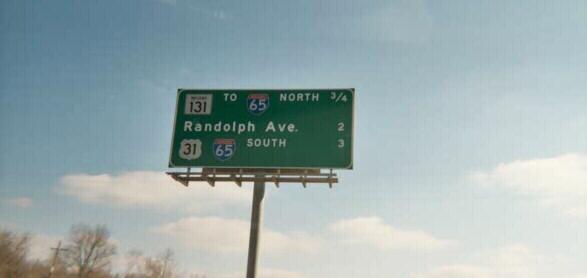 INDIANA 131 TO 65 NORTH 3/4
Randolph Ave. 2
31 65 SOUTH 3